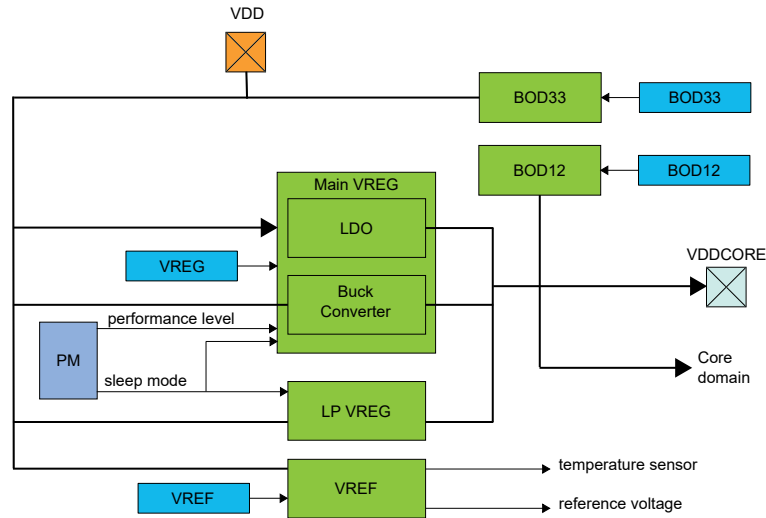 VDD
BOD33
BOD33
BOD12
BOD12
Main VREG
LDO
VREG
VDDCORE
Buck
Converter
performance level
PM
sleep mode
Core
domain
LP VREG
VREF
temperature sensor
VREF
reference voltage